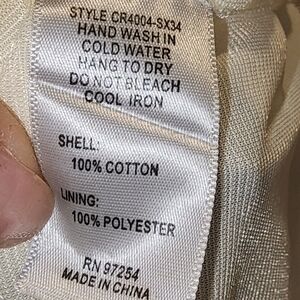 STYLE CR4004-SX34
HAND WASH IN
COLD WATER
HANG TO DRY
DO NOT BLEACH
COOL IRON
SHELL:
100% COTTON
LINING:
100% POLYESTER
RN 97254
MADE IN CHINA